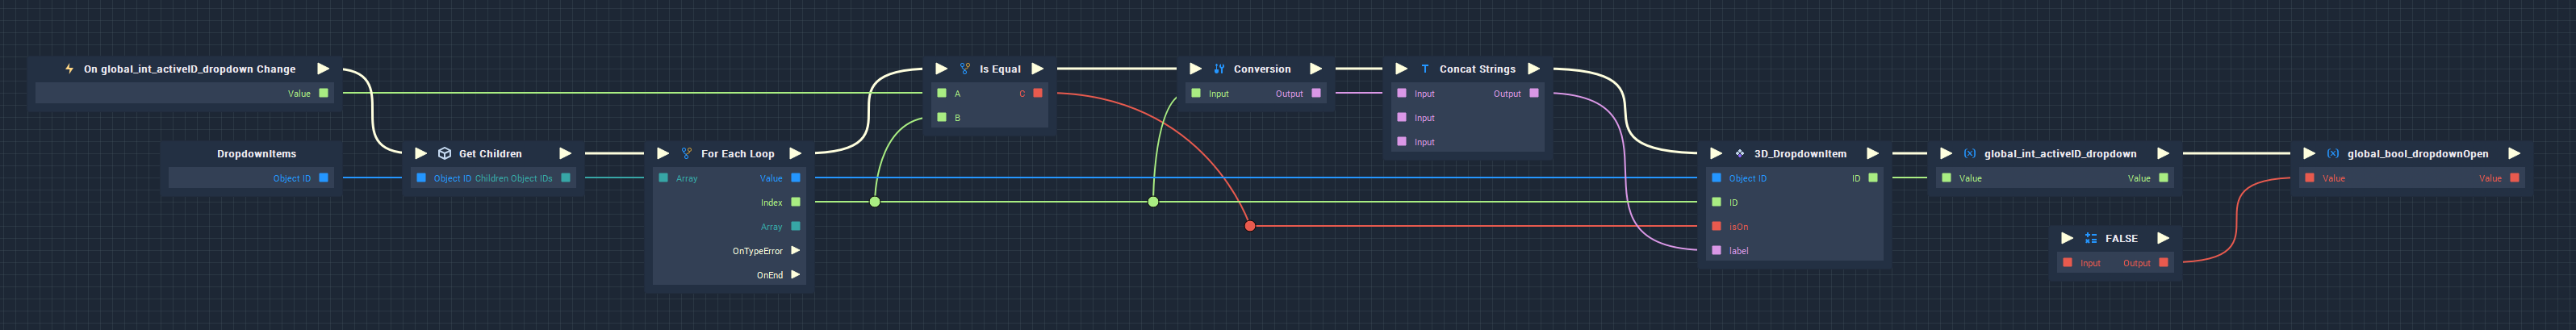 On global_int_activeID_dropdown Change
Value
DropdownItems
Object ID
Get Children
Object ID Children Object IDs
For Each Loop
Array Value
Index
Array
OnTypeError
OnEnd
Is Equal
A C
B
Conversion
Input Output
Concat Strings
Input Output
Input
Input
3D_DropdownItem
Object ID ID
ID
isOn
label
global_int_activeID_dropdown
Value Value
FALSE
Input Output
global_bool_dropdownOpen
Value Value